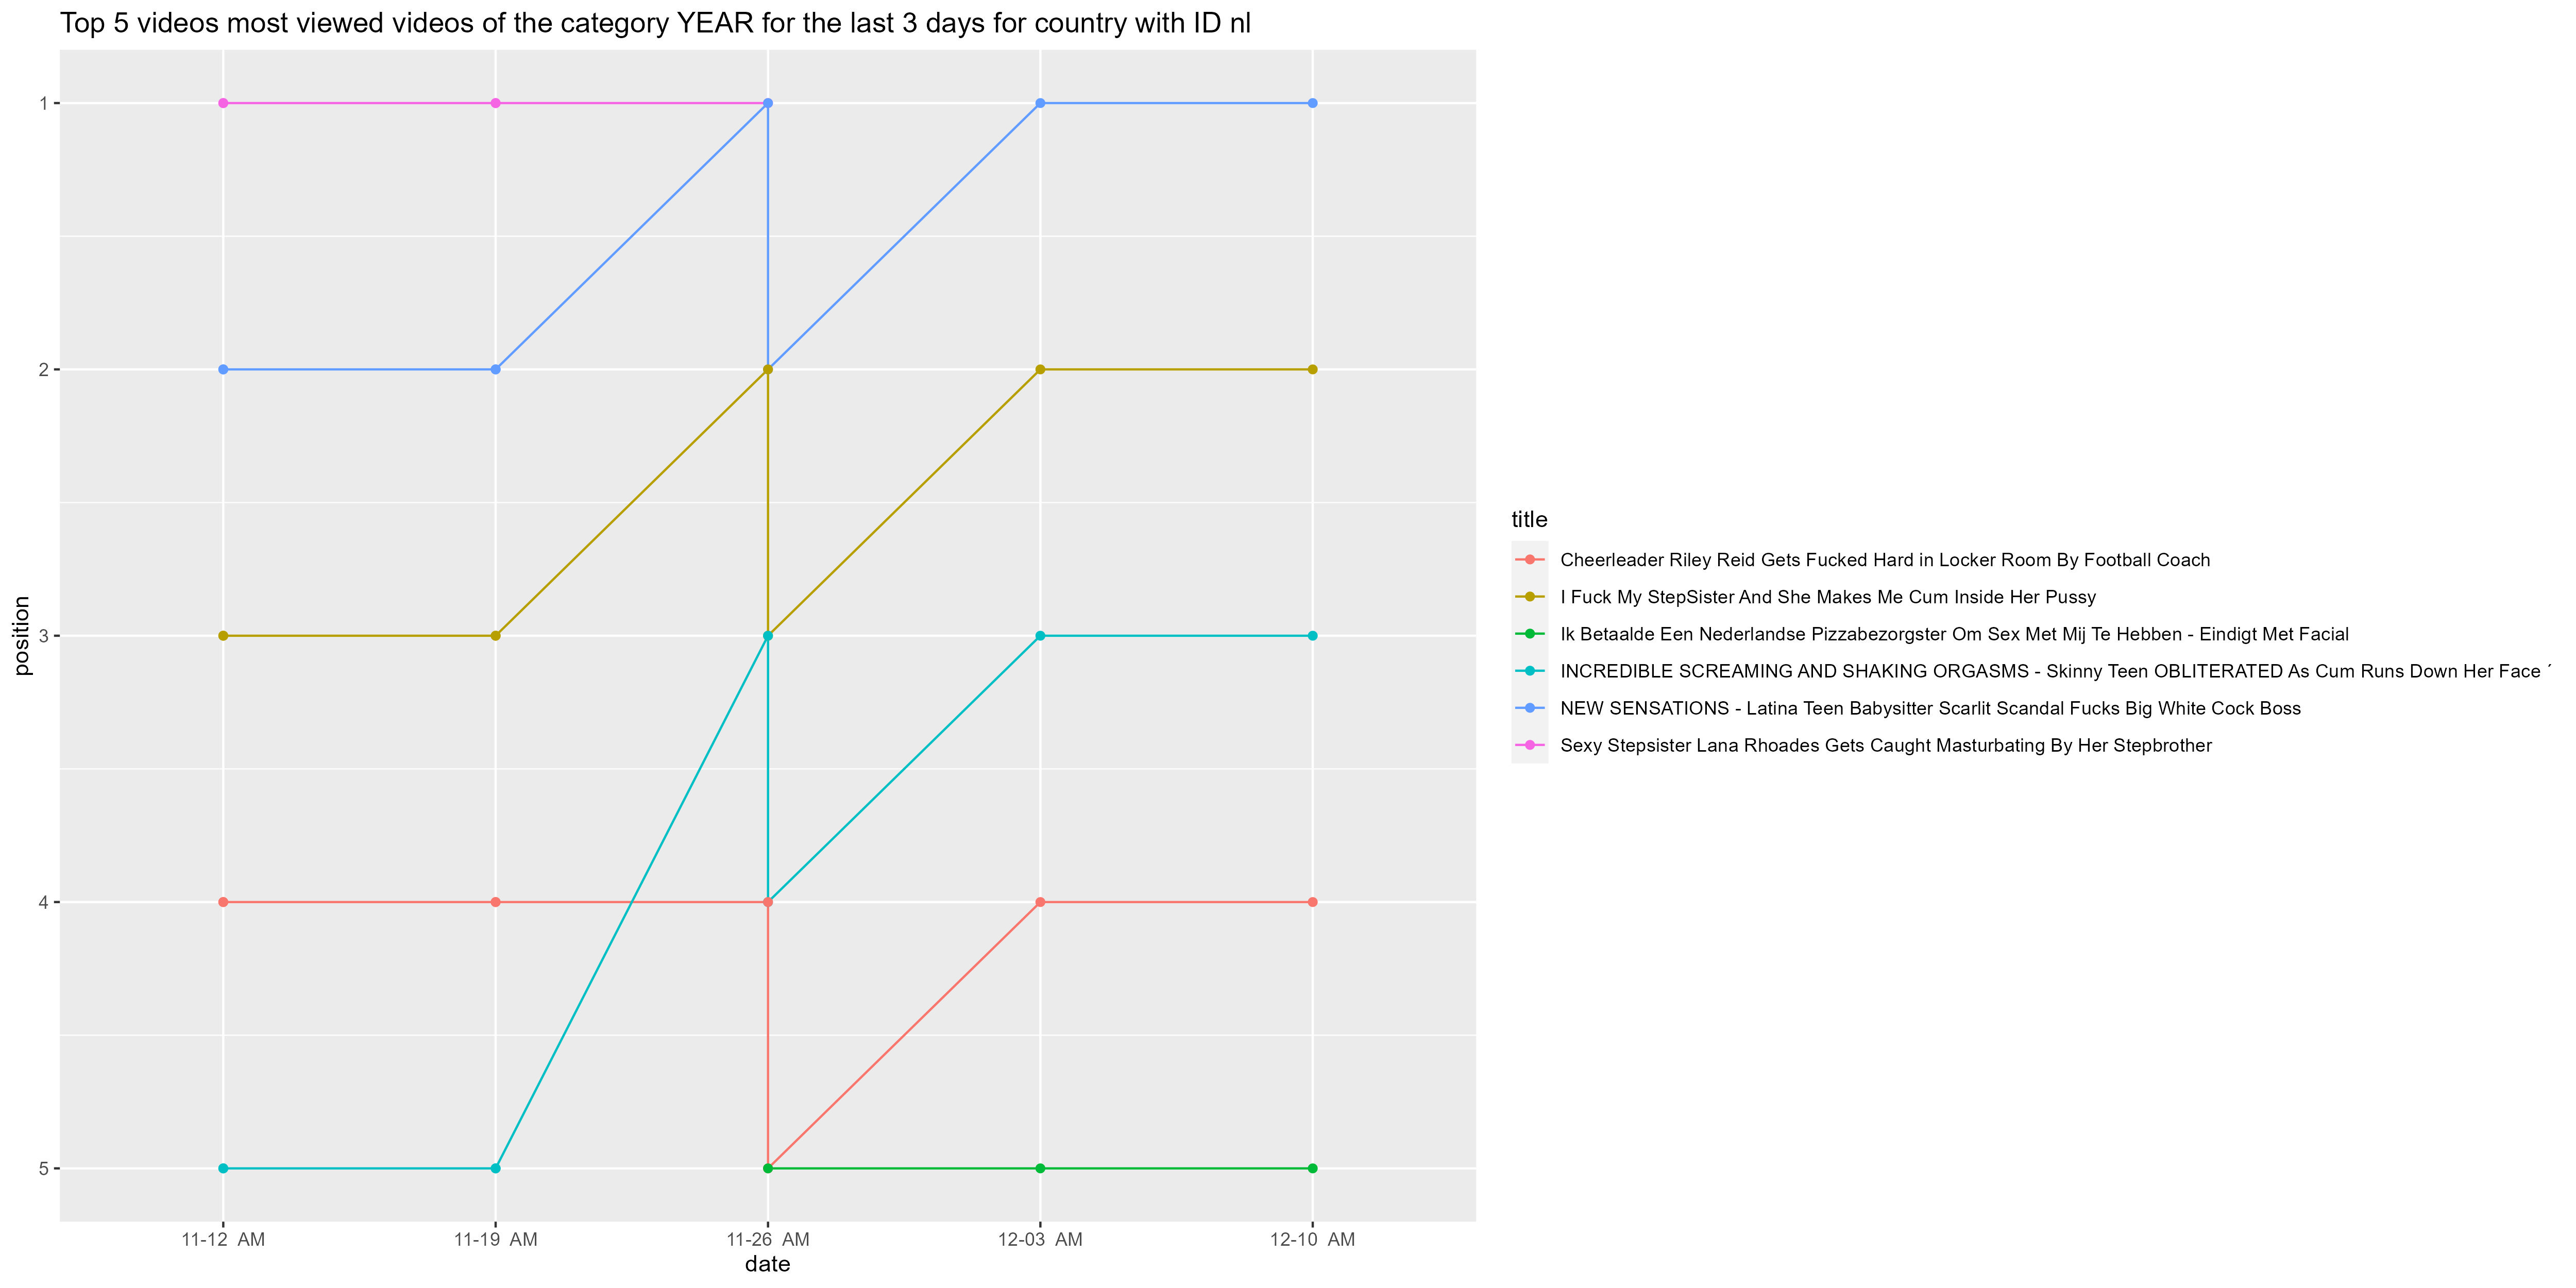 Top 5 videos most viewed videos of the category YEAR for the last 3 days for country with ID nl
1
2
3
4
5
position
11-12 AM
11-19 AM
11-26 AM
12-03 AM
12-10 AM
date
title
Cheerleader Riley Reid Gets Fucked Hard in Locker Room By Football Coach
I Fuck My StepSister And She Makes Me Cum Inside Her Pussy
Ik Betaalde Een Nederlandse Pizzabezorgster Om Sex Met Mij Te Hebben - Eindigt Met Facial
INCREDIBLE SCREAMING AND SHAKING ORGASMS - Skinny Teen OBLITERATED As Cum Runs Down Her Face
NEW SENSATIONS - Latina Teen Babysitter Scarlit Scandal Fucks Big White Cock Boss
Sexy Stepsister Lana Rhoades Gets Caught Masturbating By Her Stepbrother